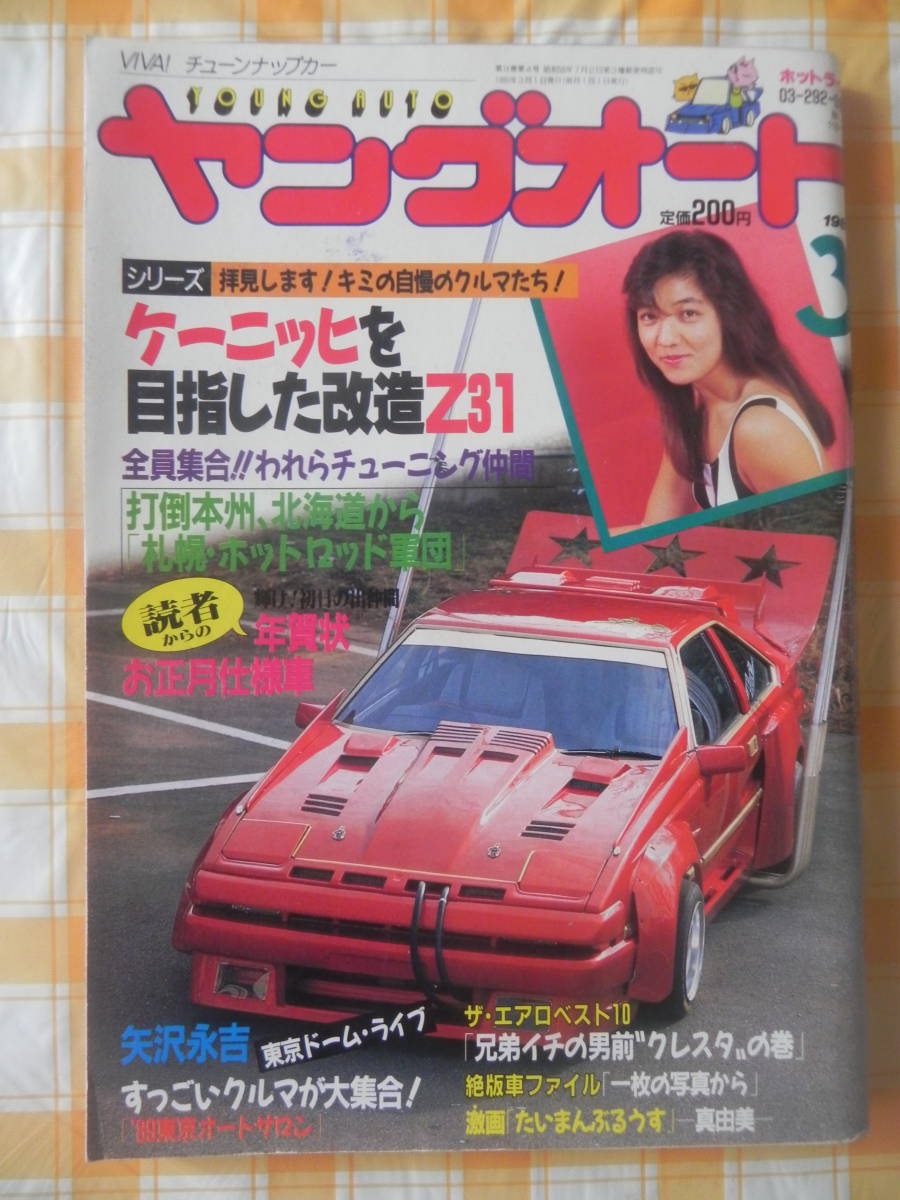 VIVA! チューンナップカー
YOUNG AUTO
ヤングオート
ホット・ラ
03-292-
定価200円
198
3
シリーズ 拝見します!キミの自慢のクルマたち!
ケーニッヒを
目指した改造Z31
全員集合!!われらチューニング仲間
打倒本州、北海道から
「札幌・ホットロッド軍団」
読者からの
輝け!初日の出仲間
年賀状
お正月仕様車
矢沢永吉 東京ドーム・ライブ
すっごいクルマが大集合!
「'89東京オートサロン」
ザ・エアロベスト10
「兄弟イチの男前"クレスタ"の巻」
絶版車ファイル「一枚の写真から」
激画「たいまんぶるうす」―真由美―